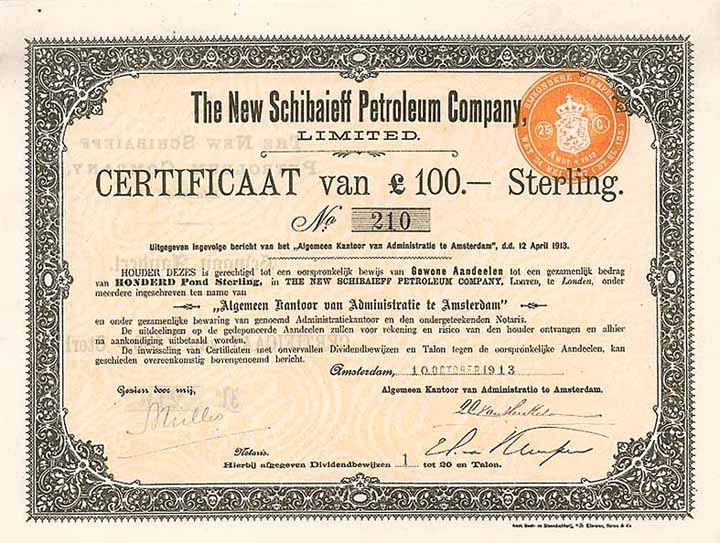 The New Schibaieff Petroleum Company,
LIMITED.
CERTIFICAAT van £ 100.— Sterling.
No 210
Uitgegeven ingevolge bericht van het „Algemeen Kantoor van Administratie te Amsterdam", d.d. 12 April 1913.
HOUDER DEZES is gerechtigd tot een oorspronkelijk bewijs van Gewone Aandeelen tot een gezamenlijk bedrag
van HONDERD Pond Sterling, in THE NEW SCHIBAIEFF PETROLEUM COMPANY, LIMITED, te Londen, onder
meerdere ingeschreven ten name van
„Algemeen Kantoor van Administratie te Amsterdam"
en onder gezamenlijke bewaring van genoemd Administratiekantoor en den ondergeteekenden Notaris.
De uitdeelingen op de gedeponeerde Aandeelen zullen voor rekening en risico van den houder ontvangen en alhier
na aankondiging uitbetaald worden.
De inwisseling van Certificaten met onvervallen Dividendbewijzen en Talon tegen de oorspronkelijke Aandeelen, kan
geschieden overeenkomstig bovengenoemd bericht.
Amsterdam, 10 OCTOBER 1913
Gezien door mij,
Algemeen Kantoor van Administratie te Amsterdam.
Notaris.
Hierbij afgegeven Dividendbewijzen 1 tot 20 en Talon.
BIJZONDERE STEMPEL
25 Cs
AMST 1913